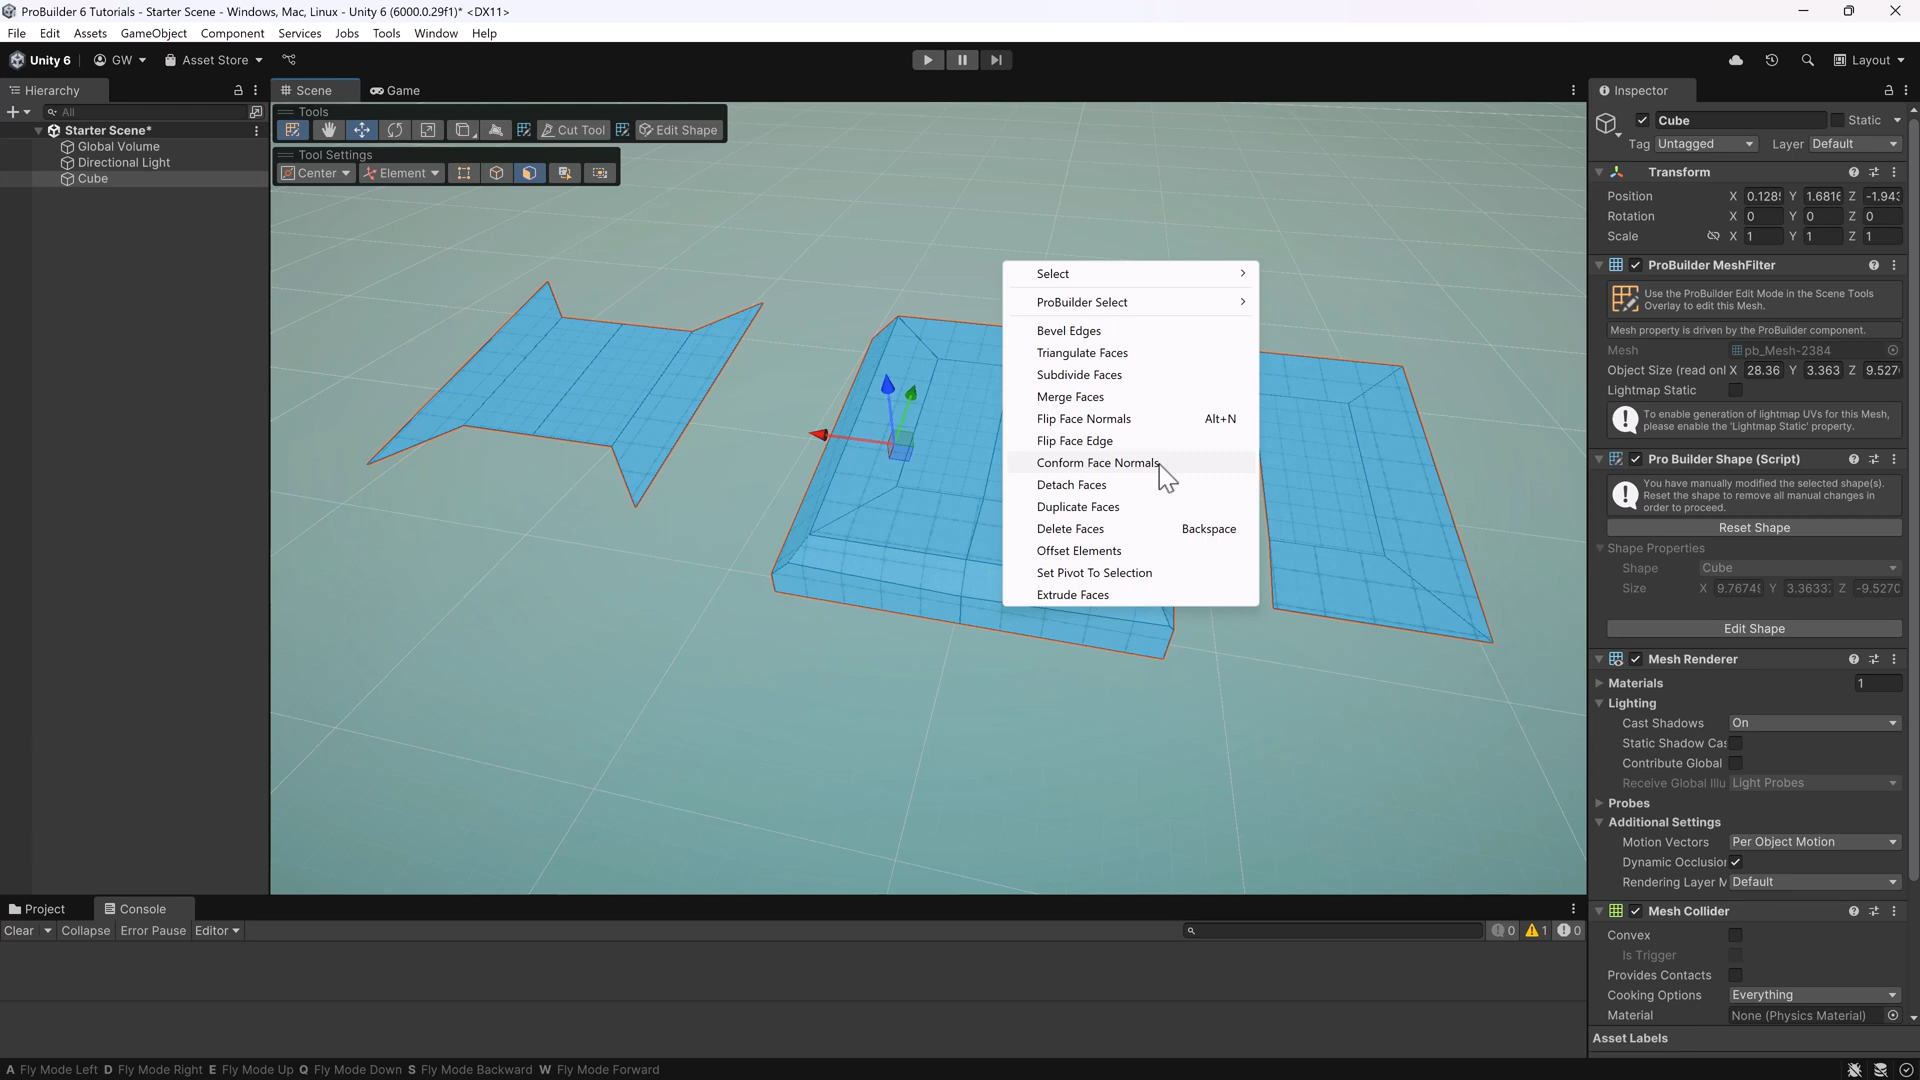 ProBuilder 6 Tutorials - Starter Scene - Windows, Mac, Linux - Unity 6 (6000.0.29f1)* <DX11>
File Edit Assets GameObject Component Services Jobs Tools Window Help
Unity 6 GW Asset Store Layout
Hierarchy
All
Starter Scene*
Global Volume
Directional Light
Cube
Scene Game
Tools
Cut Tool Edit Shape
Tool Settings
Center Element
Select
ProBuilder Select
Bevel Edges
Triangulate Faces
Subdivide Faces
Merge Faces
Flip Face Normals Alt+N
Flip Face Edge
Conform Face Normals
Detach Faces
Duplicate Faces
Delete Faces Backspace
Offset Elements
Set Pivot To Selection
Extrude Faces
Inspector
Cube Static
Tag Untagged Layer Default
Transform
Position X 0.128 Y 1.6816 Z -1.943
Rotation X 0 Y 0 Z 0
Scale X 1 Y 1 Z 1
ProBuilder MeshFilter
Use the ProBuilder Edit Mode in the Scene Tools
Overlay to edit this Mesh.
Mesh property is driven by the ProBuilder component.
Mesh pb_Mesh-2384
Object Size (read onl X 28.36 Y 3.363 Z 9.527
Lightmap Static
To enable generation of lightmap UVs for this Mesh,
please enable the 'Lightmap Static' property.
Pro Builder Shape (Script)
You have manually modified the selected shape(s).
Reset the shape to remove all manual changes in
order to proceed.
Reset Shape
Shape Properties
Shape Cube
Size X 9.7674 Y 3.3633 Z -9.5270
Edit Shape
Mesh Renderer
Materials 1
Lighting
Cast Shadows On
Static Shadow Ca
Contribute Global
Receive Global Illu Light Probes
Probes
Additional Settings
Motion Vectors Per Object Motion
Dynamic Occlusion
Rendering Layer M Default
Mesh Collider
Convex
Is Trigger
Provides Contacts
Cooking Options Everything
Material None (Physics Material)
Asset Labels
Project Console
Clear Collapse Error Pause Editor 0 1 0
A Fly Mode Left D Fly Mode Right E Fly Mode Up Q Fly Mode Down S Fly Mode Backward W Fly Mode Forward